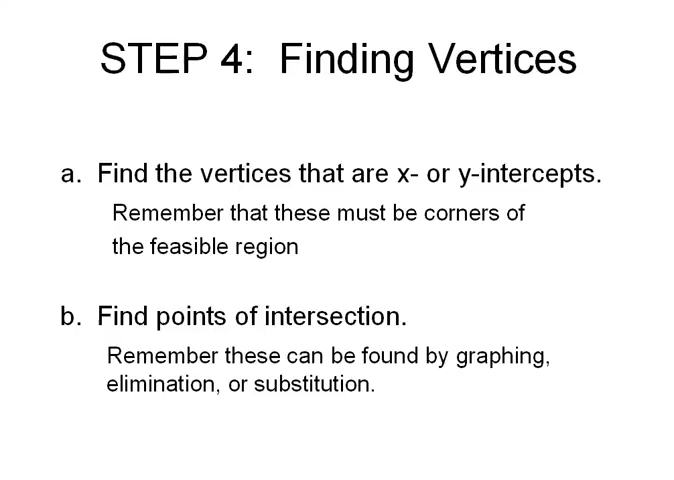 STEP 4:  Finding Vertices
a.  Find the vertices that are x- or y-intercepts.
Remember that these must be corners of
the feasible region
b.  Find points of intersection.
Remember these can be found by graphing,
elimination, or substitution.